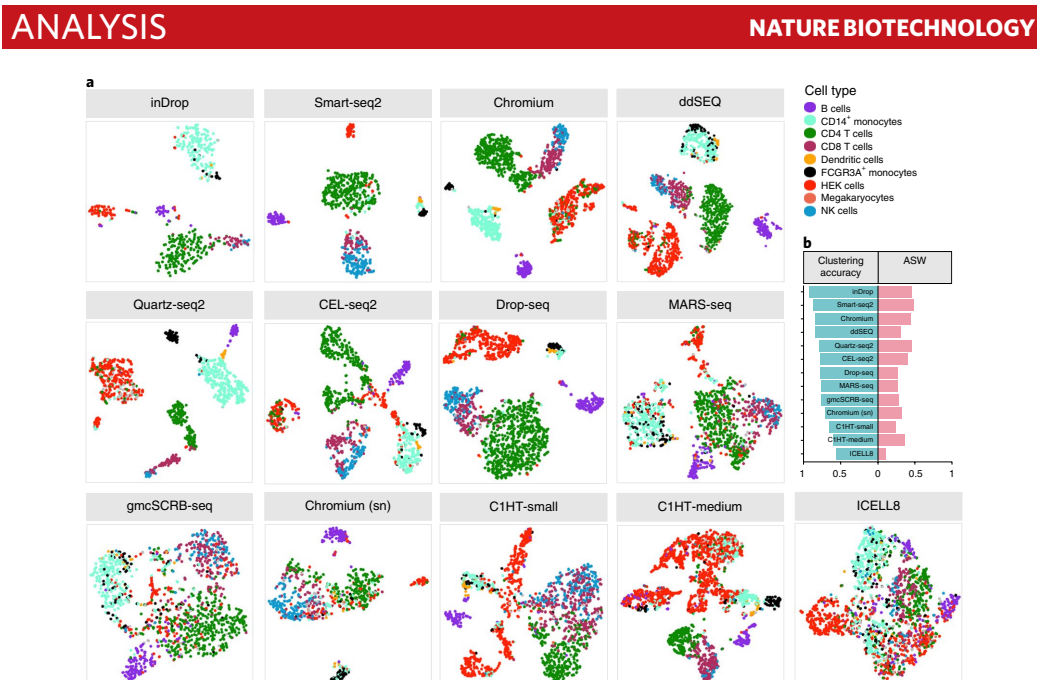 ANALYSIS
NATURE BIOTECHNOLOGY
a
inDrop
Smart-seq2
Chromium
ddSEQ
Cell type
B cells
CD14+ monocytes
CD4 T cells
CD8 T cells
Dendritic cells
FCGR3A+ monocytes
HEK cells
Megakaryocytes
NK cells
b
Clustering
accuracy
ASW
inDrop
Smart-seq2
Chromium
ddSEQ
Quartz-seq2
CEL-seq2
Drop-seq
MARS-seq
gmcSCRB-seq
Chromium (sn)
C1HT-small
C1HT-medium
ICELL8
1 0.5 0 0.5 1
Quartz-seq2
CEL-seq2
Drop-seq
MARS-seq
gmcSCRB-seq
Chromium (sn)
C1HT-small
C1HT-medium
ICELL8